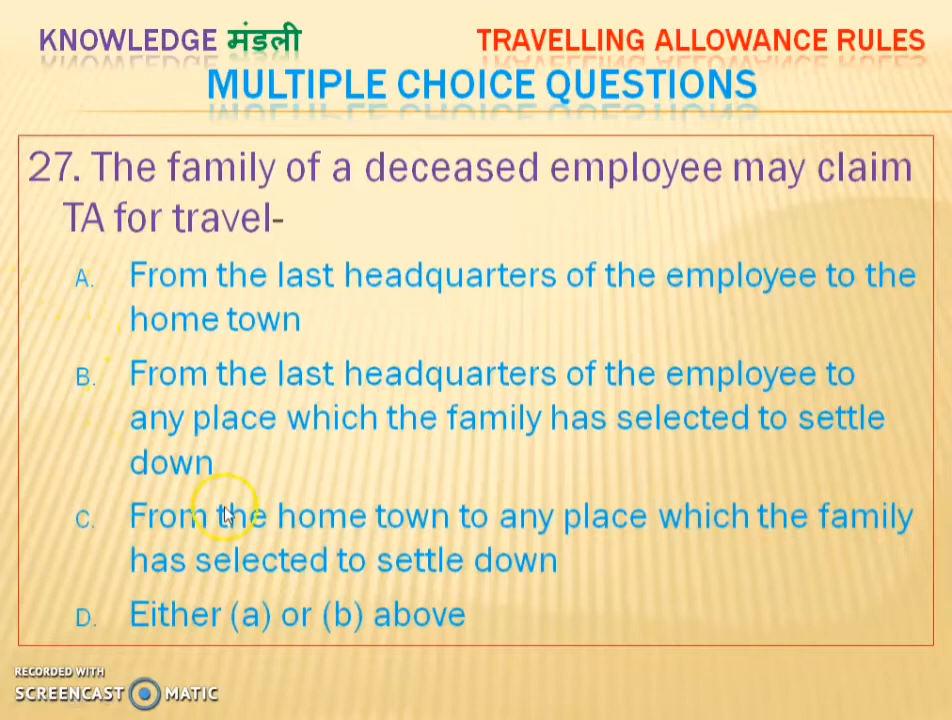 KNOWLEDGE मंडली
TRAVELLING ALLOWANCE RULES
MULTIPLE CHOICE QUESTIONS
27. The family of a deceased employee may claim
TA for travel-
A. From the last headquarters of the employee to the
home town
B. From the last headquarters of the employee to
any place which the family has selected to settle
down
C. From the home town to any place which the family
has selected to settle down
D. Either (a) or (b) above
RECORDED WITH
SCREENCAST MATIC